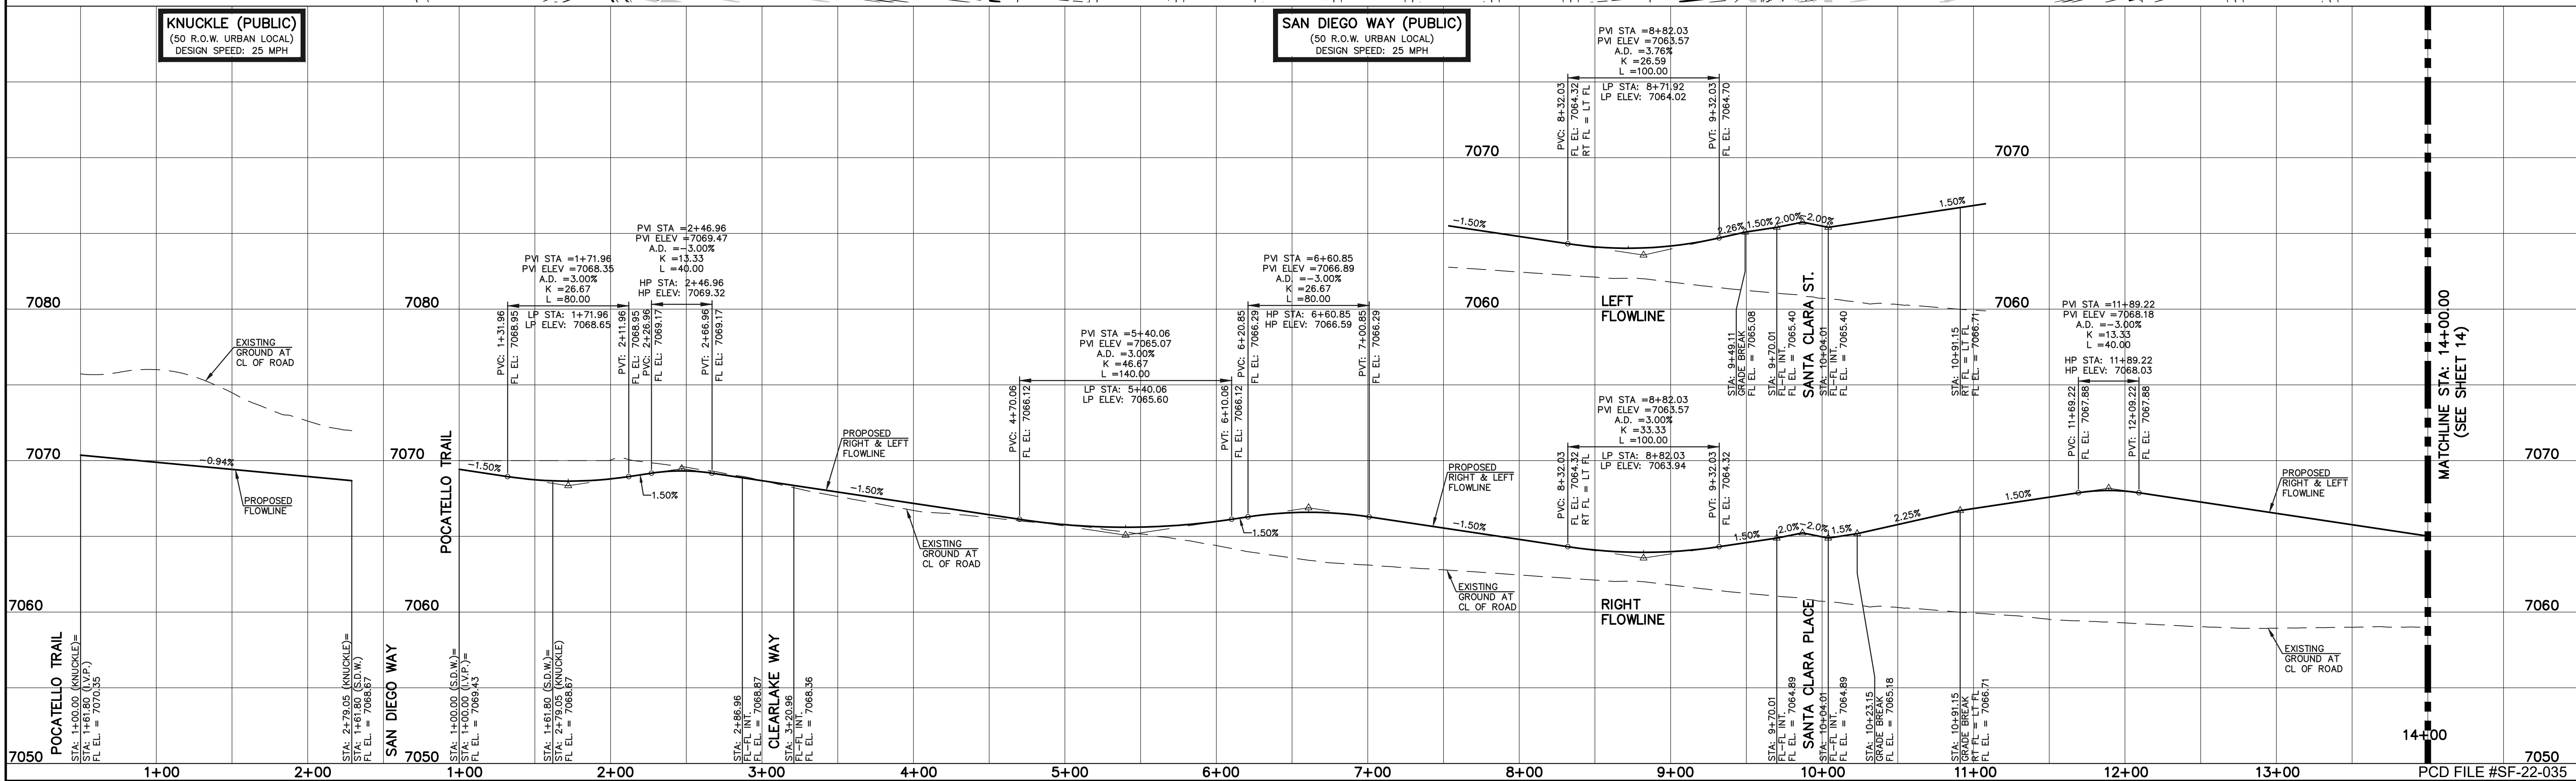 KNUCKLE (PUBLIC)
(50 R.O.W. URBAN LOCAL)
DESIGN SPEED: 25 MPH
SAN DIEGO WAY (PUBLIC)
(50 R.O.W. URBAN LOCAL)
DESIGN SPEED: 25 MPH
PVI STA =8+82.03
PVI ELEV =7063.57
A.D. =3.76%
K =26.59
L =100.00
LP STA: 8+71.92
LP ELEV: 7064.02
PVC: 8+32.03
FL EL: 7064.32
RT FL = LT FL
PVT: 9+32.03
FL EL: 7064.70
7070
7070
-1.50%
2.26%
1.50%
2.00%
-2.00%
1.50%
7060
LEFT
FLOWLINE
7060
STA: 9+49.11
GRADE BREAK
FL EL. = 7065.08
STA: 9+70.01
FL-FL INT.
FL EL. = 7065.40
SANTA CLARA ST.
STA: 10+04.01
FL-FL INT.
FL EL. = 7065.40
STA: 10+91.15
RT FL = LT FL
FL EL. = 7066.71
7080
EXISTING
GROUND AT
CL OF ROAD
7070
-0.94%
PROPOSED
FLOWLINE
7060
7050
POCATELLO TRAIL
STA: 1+00.00 (KNUCKLE)=
STA: 1+61.80 (I.V.P.)
FL EL. = 7070.35
STA: 2+79.05 (KNUCKLE)=
STA: 1+61.80 (S.D.W.)
FL EL. = 7068.67
SAN DIEGO WAY
1+00
2+00
7080
7070
7060
7050
POCATELLO TRAIL
-1.50%
PVI STA =1+71.96
PVI ELEV =7068.35
A.D. =3.00%
K =26.67
L =80.00
LP STA: 1+71.96
LP ELEV: 7068.65
PVC: 1+31.96
FL EL: 7068.95
PVT: 2+11.96
FL EL: 7068.95
PVI STA =2+46.96
PVI ELEV =7069.47
A.D. =-3.00%
K =13.33
L =40.00
HP STA: 2+46.96
HP ELEV: 7069.32
PVC: 2+26.96
FL EL: 7069.17
PVT: 2+66.96
FL EL: 7069.17
-1.50%
PROPOSED
RIGHT & LEFT
FLOWLINE
-1.50%
EXISTING
GROUND AT
CL OF ROAD
STA: 1+00.00 (S.D.W.)=
STA: 1+00.00 (I.V.P.)=
FL EL. = 7069.43
STA: 1+61.80 (S.D.W.)=
STA: 2+79.05 (KNUCKLE)
FL EL. = 7068.67
STA: 2+86.96
FL-FL INT.
FL EL. = 7068.87
CLEARLAKE WAY
STA: 3+20.96
FL-FL INT.
FL EL. = 7068.36
PVI STA =5+40.06
PVI ELEV =7065.07
A.D. =3.00%
K =46.67
L =140.00
LP STA: 5+40.06
LP ELEV: 7065.60
PVC: 4+70.06
FL EL: 7066.12
PVT: 6+10.06
FL EL: 7066.12
PVI STA =6+60.85
PVI ELEV =7066.89
A.D. =-3.00%
K =26.67
L =80.00
HP STA: 6+60.85
HP ELEV: 7066.59
PVC: 6+20.85
FL EL: 7066.29
PVT: 7+00.85
FL EL: 7066.29
-1.50%
PROPOSED
RIGHT & LEFT
FLOWLINE
-1.50%
EXISTING
GROUND AT
CL OF ROAD
PVI STA =8+82.03
PVI ELEV =7063.57
A.D. =3.00%
K =33.33
L =100.00
LP STA: 8+82.03
LP ELEV: 7063.94
PVC: 8+32.03
FL EL: 7064.32
RT FL = LT FL
PVT: 9+32.03
FL EL: 7064.32
1.50%
2.0%
-2.0%
1.5%
2.25%
1.50%
RIGHT
FLOWLINE
STA: 9+70.01
FL-FL INT.
FL EL. = 7064.89
SANTA CLARA PLACE
STA: 10+04.01
FL-FL INT.
FL EL. = 7064.89
STA: 10+23.15
GRADE BREAK
FL EL. = 7065.18
STA: 10+91.15
GRADE BREAK
RT FL = LT FL
FL EL. = 7066.71
PVI STA =11+89.22
PVI ELEV =7068.18
A.D. =-3.00%
K =13.33
L =40.00
HP STA: 11+89.22
HP ELEV: 7068.03
PVC: 11+69.22
FL EL: 7067.88
PVT: 12+09.22
FL EL: 7067.88
PROPOSED
RIGHT & LEFT
FLOWLINE
EXISTING
GROUND AT
CL OF ROAD
MATCHLINE STA: 14+00.00
(SEE SHEET 14)
7080
7070
7060
7050
14+00
1+00
2+00
3+00
4+00
5+00
6+00
7+00
8+00
9+00
10+00
11+00
12+00
13+00
PCD FILE #SF-22-035